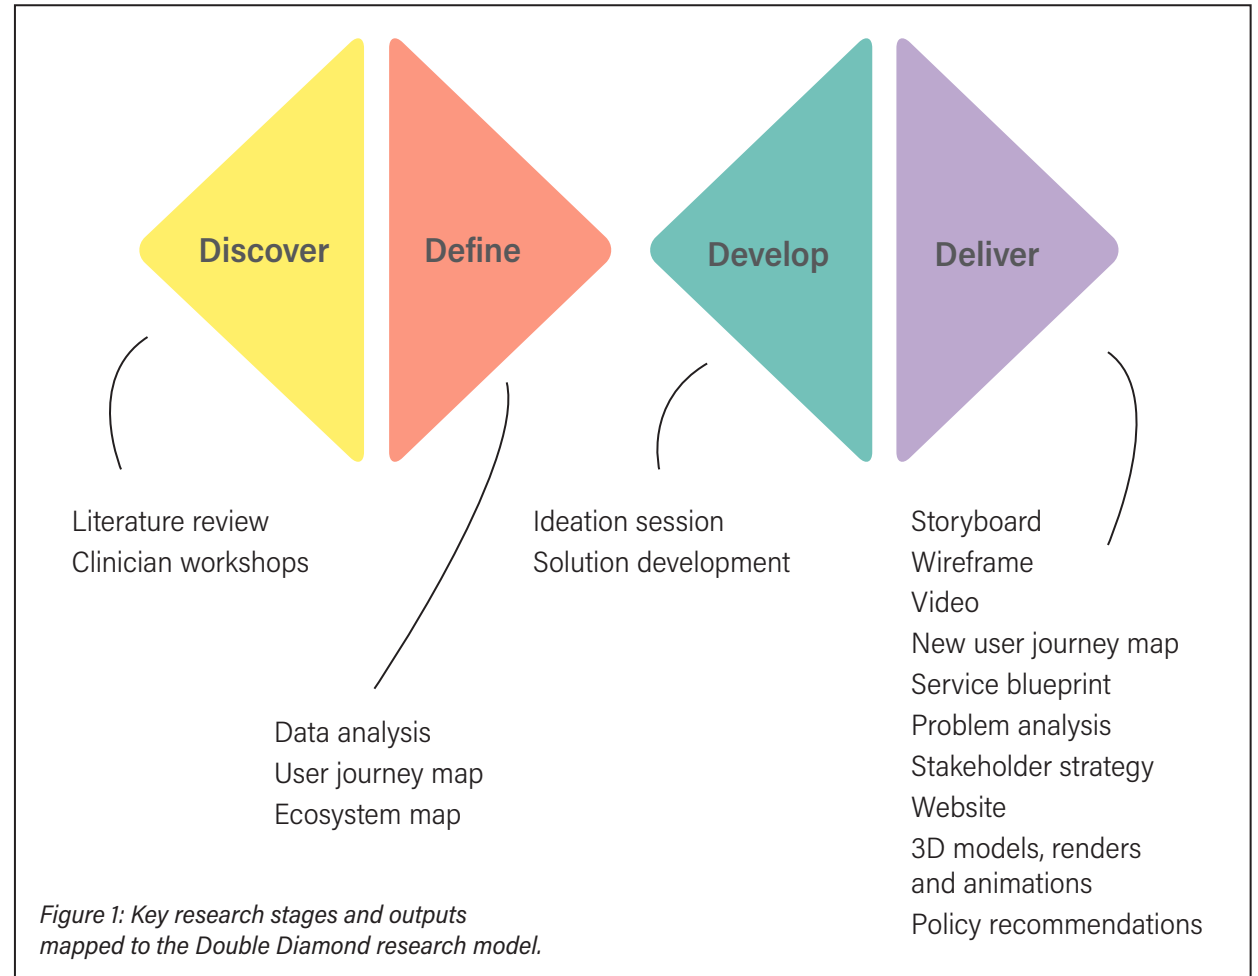 Discover
Define
Develop
Deliver
Literature review
Clinician workshops
Data analysis
User journey map
Ecosystem map
Ideation session
Solution development
Storyboard
Wireframe
Video
New user journey map
Service blueprint
Problem analysis
Stakeholder strategy
Website
3D models, renders
and animations
Policy recommendations
Figure 1: Key research stages and outputs
mapped to the Double Diamond research model.